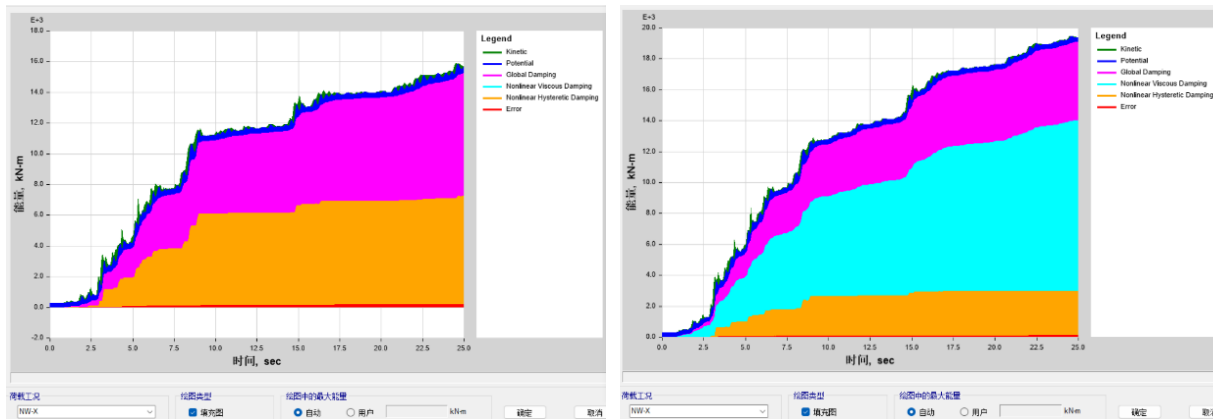 E+3
18.0
16.0
14.0
12.0
10.0
8.0
6.0
4.0
2.0
0.0
-2.0
能量, kN-m
0.0 2.5 5.0 7.5 10.0 12.5 15.0 17.5 20.0 22.5 25.0
时间, sec
Legend
Kinetic
Potential
Global Damping
Nonlinear Viscous Damping
Nonlinear Hysteretic Damping
Error
荷载工况
NW-X
绘图类型
填充图
绘图中的最大能量
自动 用户 kN-m
确定 取消
E+3
20.0
18.0
16.0
14.0
12.0
10.0
8.0
6.0
4.0
2.0
0.0
能量, kN-m
0.0 2.5 5.0 7.5 10.0 12.5 15.0 17.5 20.0 22.5 25.0
时间, sec
Legend
Kinetic
Potential
Global Damping
Nonlinear Viscous Damping
Nonlinear Hysteretic Damping
Error
荷载工况
NW-X
绘图类型
填充图
绘图中的最大能量
自动 用户 kN-m
确定